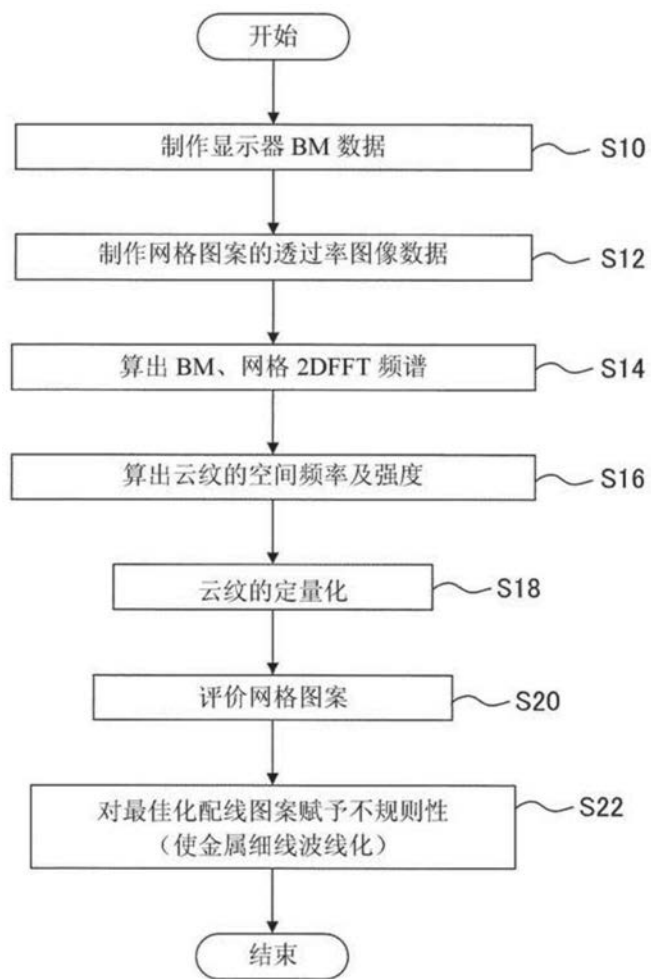 开始
制作显示器 BM 数据
S10
制作网格图案的透过率图像数据
S12
算出 BM、网格 2DFFT 频谱
S14
算出云纹的空间频率及强度
S16
云纹的定量化
S18
评价网格图案
S20
对最佳化配线图案赋予不规则性
（使金属细线波线化）
S22
结束